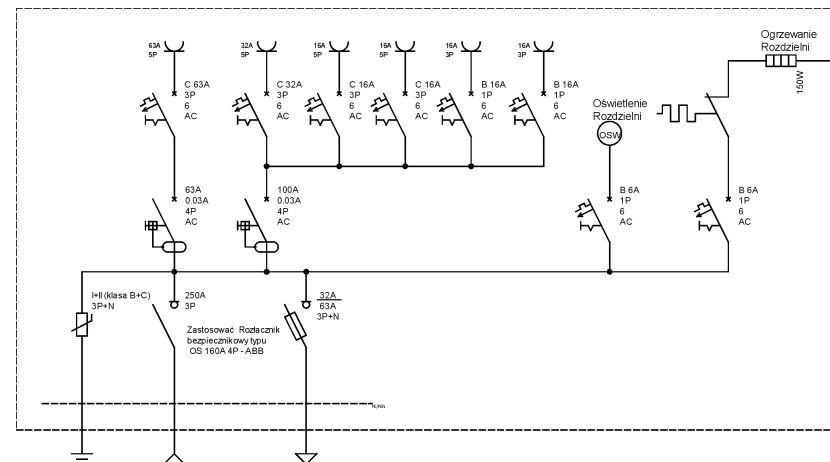 63A
5P
32A
5P
16A
5P
16A
5P
16A
3P
16A
3P
C 63A
3P
6
AC
C 32A
3P
6
AC
C 16A
3P
6
AC
C 16A
3P
6
AC
B 16A
1P
6
AC
B 16A
1P
6
AC
Oświetlenie
Rozdzielni
OSW
Ogrzewanie
Rozdzielni
150W
63A
0.03A
4P
AC
100A
0.03A
4P
AC
B 6A
1P
6
AC
B 6A
1P
6
AC
I+II (klasa B+C)
3P+N
250A
3P
Zastosować Rozłacznik
bezpiecznikowy typu
OS 160A 4P - ABB
32A
63A
3P+N